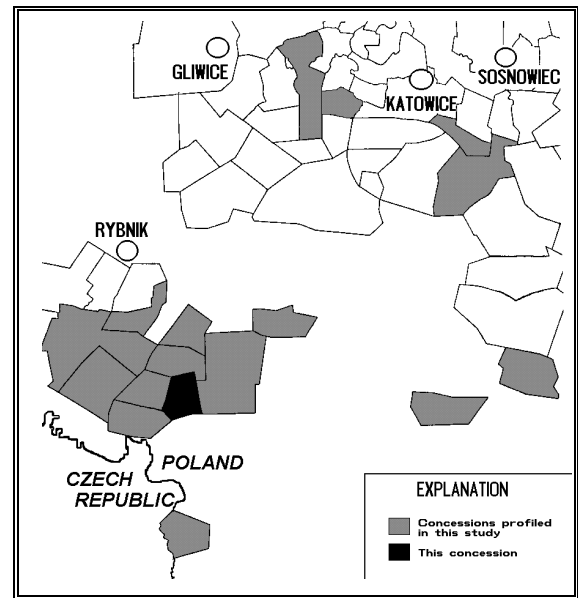 GLIWICE
SOSNOWIEC
KATOWICE
RYBNIK
POLAND
CZECH
REPUBLIC
EXPLANATION
Concessions profiled
in this study
This concession